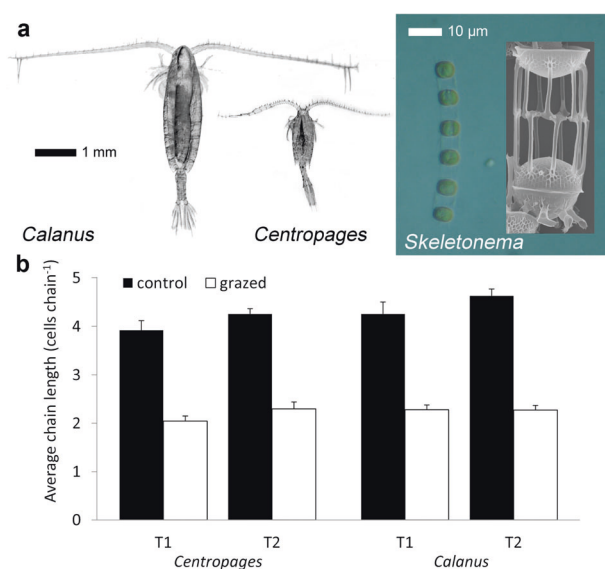 a
10 µm
1 mm
Calanus
Centropages
Skeletonema
b
control
grazed
Average chain length (cells chain⁻¹)
5
4
3
2
1
0
T1
T2
T1
T2
Centropages
Calanus